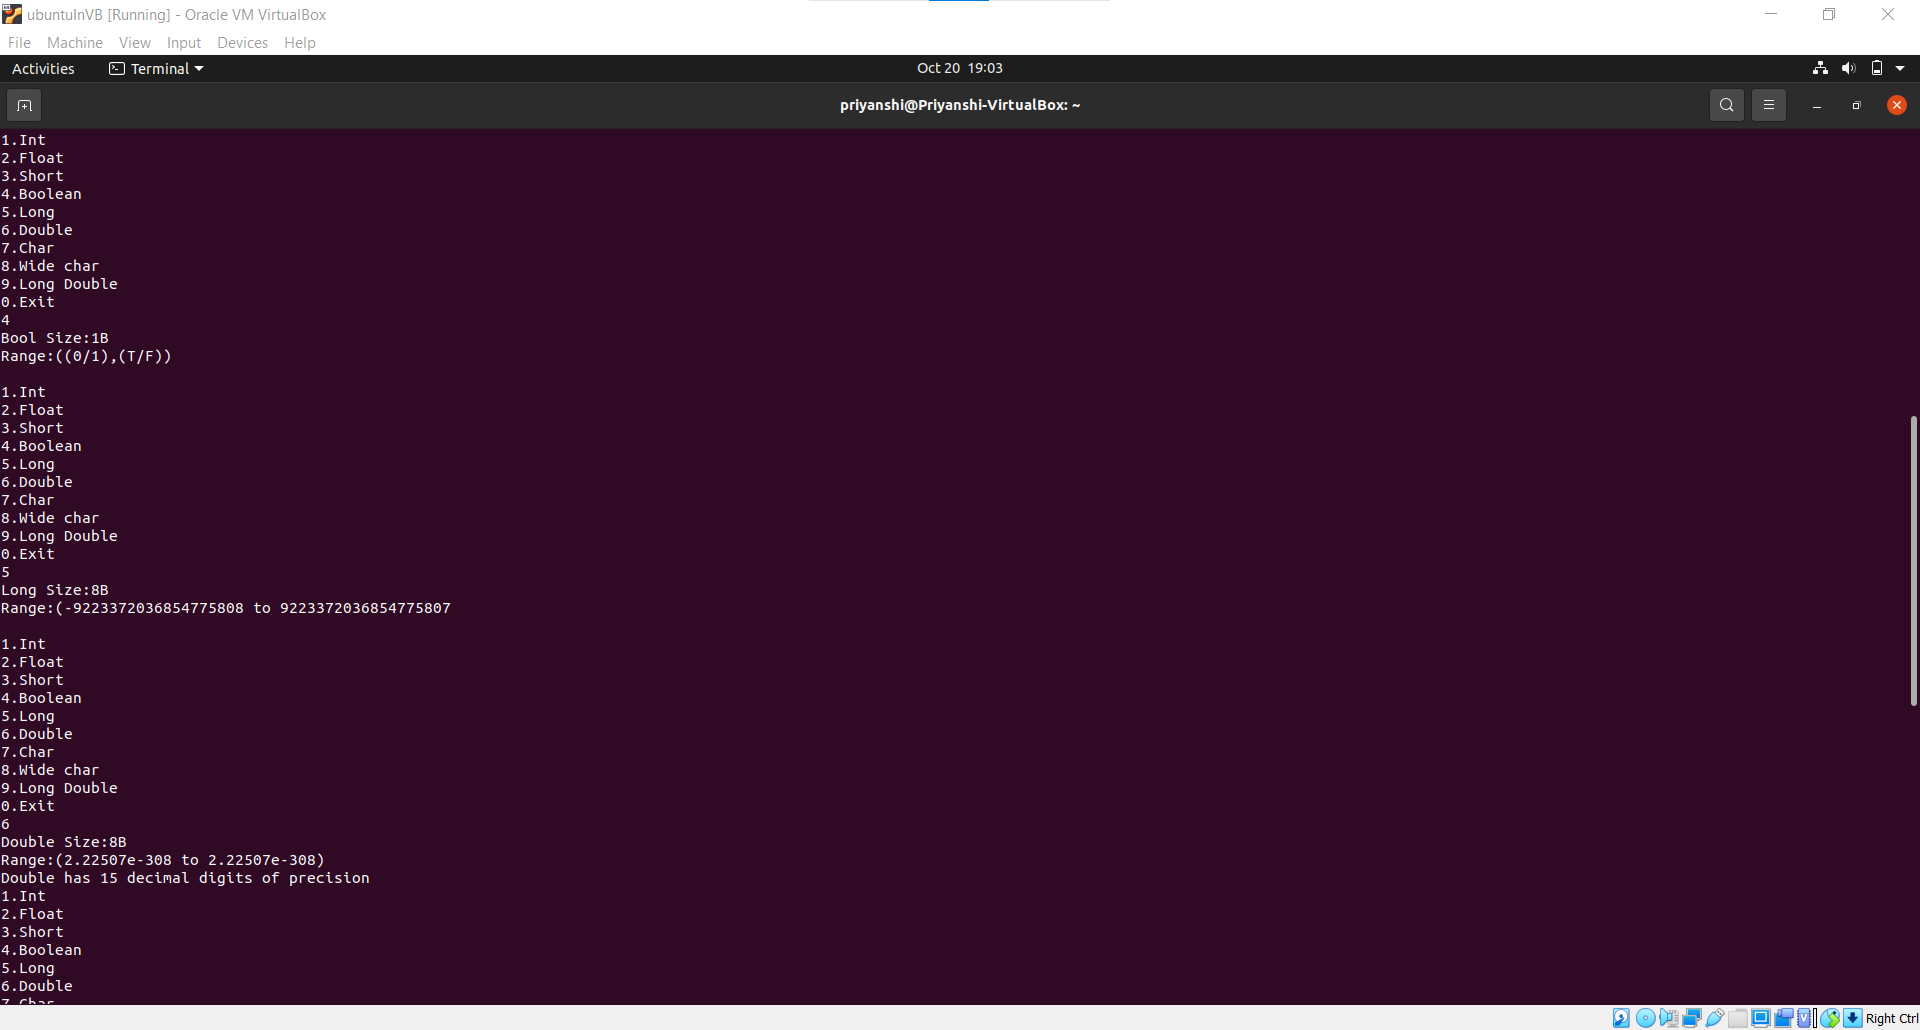 ubuntuInVB [Running] - Oracle VM VirtualBox
File Machine View Input Devices Help
Activities Terminal Oct 20 19:03
priyanshi@Priyanshi-VirtualBox: ~
1.Int
2.Float
3.Short
4.Boolean
5.Long
6.Double
7.Char
8.Wide char
9.Long Double
0.Exit
4
Bool Size:1B
Range:((0/1),(T/F))
1.Int
2.Float
3.Short
4.Boolean
5.Long
6.Double
7.Char
8.Wide char
9.Long Double
0.Exit
5
Long Size:8B
Range:(-9223372036854775808 to 9223372036854775807
1.Int
2.Float
3.Short
4.Boolean
5.Long
6.Double
7.Char
8.Wide char
9.Long Double
0.Exit
6
Double Size:8B
Range:(2.22507e-308 to 2.22507e-308)
Double has 15 decimal digits of precision
1.Int
2.Float
3.Short
4.Boolean
5.Long
6.Double
7.Char
Right Ctrl